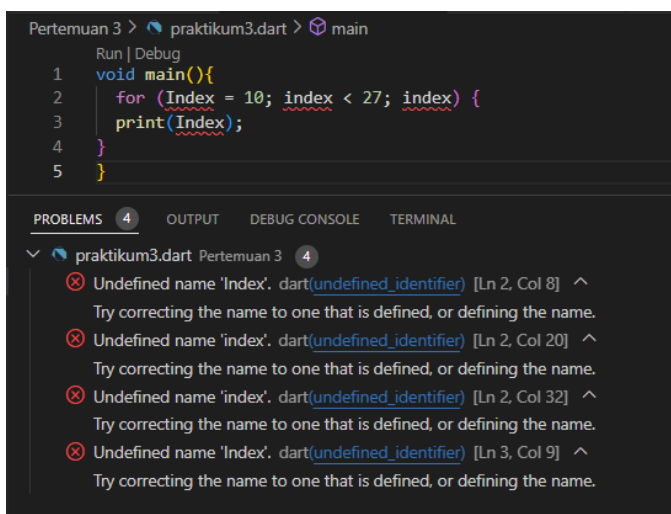 Pertemuan 3 > praktikum3.dart > main
Run | Debug
1 void main(){
2 for (Index = 10; index < 27; index) {
3 print(Index);
4 }
5 }
PROBLEMS 4 OUTPUT DEBUG CONSOLE TERMINAL
praktikum3.dart Pertemuan 3 4
Undefined name 'Index'. dart(undefined_identifier) [Ln 2, Col 8]
Try correcting the name to one that is defined, or defining the name.
Undefined name 'index'. dart(undefined_identifier) [Ln 2, Col 20]
Try correcting the name to one that is defined, or defining the name.
Undefined name 'index'. dart(undefined_identifier) [Ln 2, Col 32]
Try correcting the name to one that is defined, or defining the name.
Undefined name 'Index'. dart(undefined_identifier) [Ln 3, Col 9]
Try correcting the name to one that is defined, or defining the name.